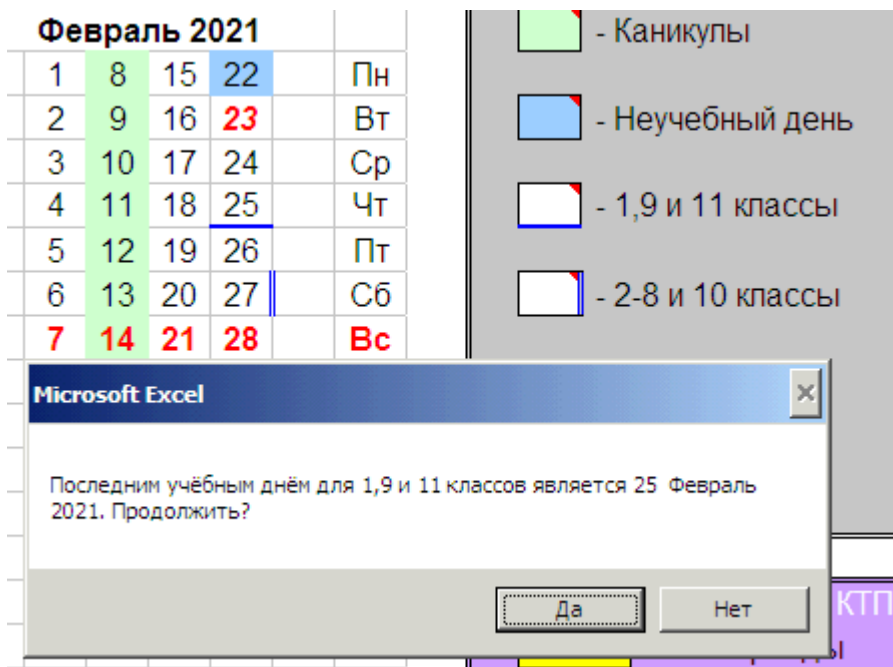 Февраль 2021
1 8 15 22 Пн
2 9 16 23 Вт
3 10 17 24 Ср
4 11 18 25 Чт
5 12 19 26 Пт
6 13 20 27 Сб
7 14 21 28 Вс
- Каникулы
- Неучебный день
- 1,9 и 11 классы
- 2-8 и 10 классы
Microsoft Excel
Последним учёбным днём для 1,9 и 11 классов является 25 Февраль
2021. Продолжить?
Да Нет
КТП